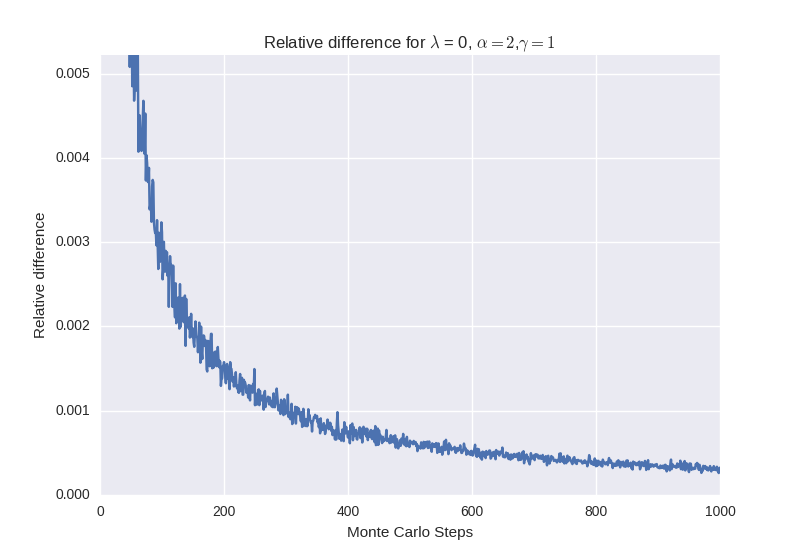 Relative difference for λ = 0, α = 2,γ = 1
Relative difference
0.005
0.004
0.003
0.002
0.001
0.000
0 200 400 600 800 1000
Monte Carlo Steps